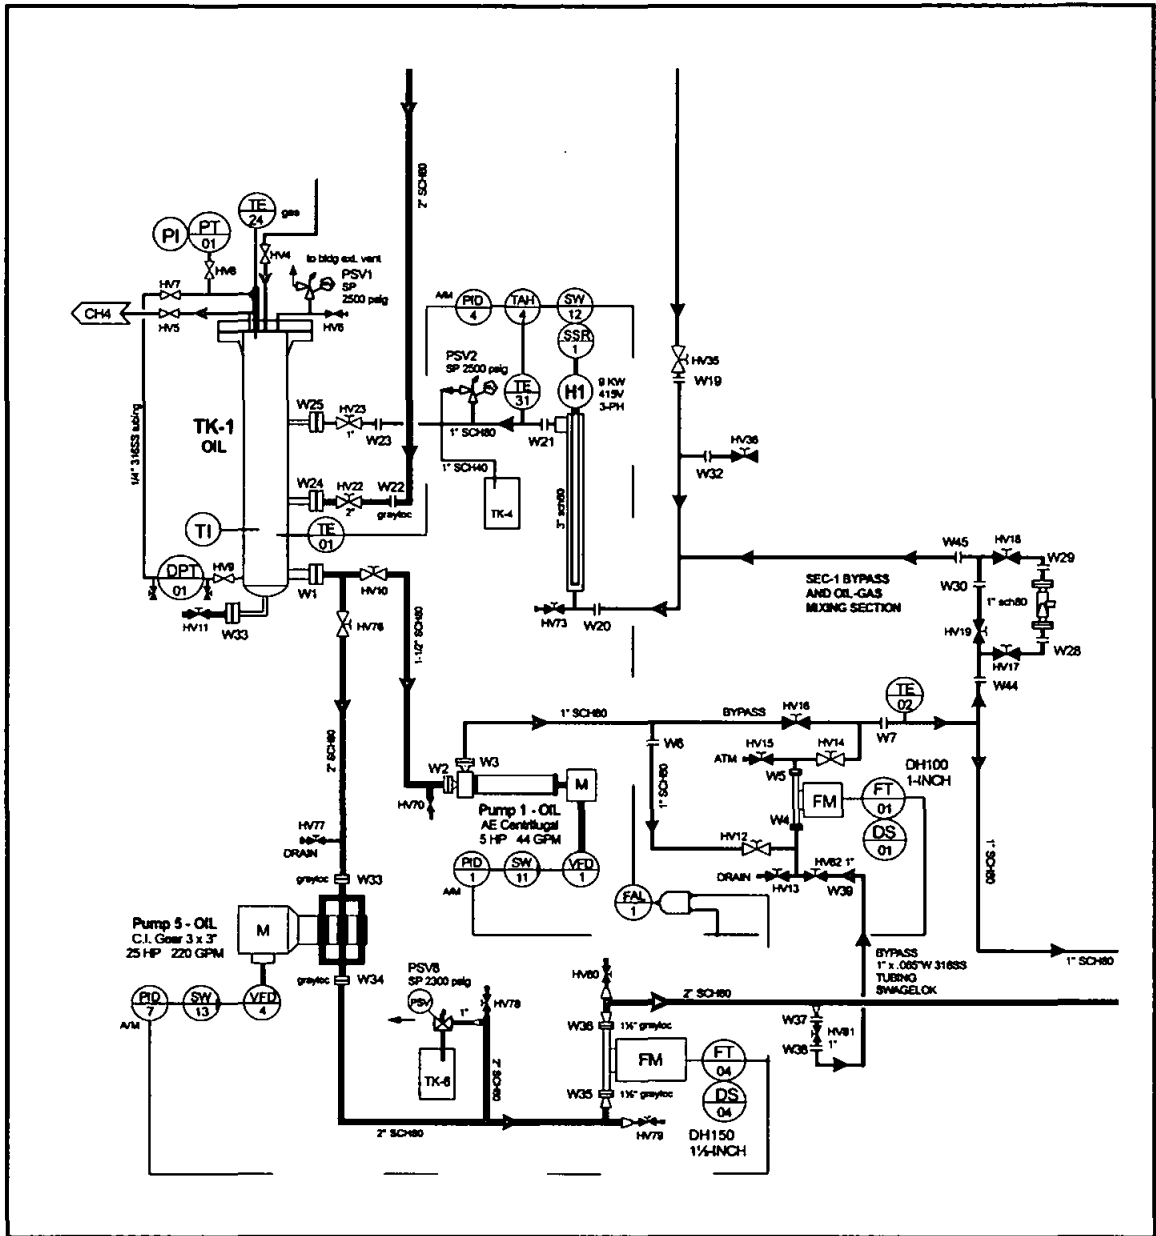 2" SCH80
TE
24
gas
PI
PT
01
HV8
HV4
to bldg ext. vent
PSV1
SP
2500 psig
HV7
CH4
HV5
HV6
A/M
PID
4
TAH
4
SW
12
SSR
1
PSV2
SP 2500 psig
TE
31
H1
9 KW
415V
3-PH
HV35
W19
1/4" 316SS tubing
TK-1
OIL
W25
HV23
1"
W23
1" SCH80
W21
1" SCH40
HV36
W32
W24
HV22
2"
W22
grayloc
TK-4
3" sch80
TI
TE
01
DPT
01
HV9
W1
HV10
HV11
W33
HV76
HV73
W20
W45
HV18
W29
W30
1" sch80
SEC-1 BYPASS
AND OIL-GAS
MIXING SECTION
HV19
HV17
W28
W44
1-1/2" SCH80
2" SCH80
1" SCH80
BYPASS
HV16
TE
02
W7
W6
HV15
HV14
ATM
W5
DH100
1-INCH
W2
W3
M
HV70
Pump 1 - OIL
AE Centrifugal
5 HP 44 GPM
1" SCH80
FM
FT
01
DS
01
W4
HV12
HV77
DRAIN
PID
1
SW
11
VFD
1
A/M
DRAIN
HV13
HV82 1"
W39
1" SCH80
grayloc
W33
FAL
1
Pump 5 - OIL
C.I. Gear 3 x 3"
25 HP 220 GPM
M
grayloc
W34
BYPASS
1" x .065"W 316SS
TUBING
SWAGELOK
1" SCH80
PID
7
SW
13
VFD
4
A/M
PSV8
SP 2300 psig
PSV
1"
HV78
HV80
2" SCH80
W36
1½" grayloc
W37
HV81
1"
W38
TK-6
2" SCH80
FM
FT
04
DS
04
W35
1½" grayloc
2" SCH80
HV79
DH150
1½-INCH